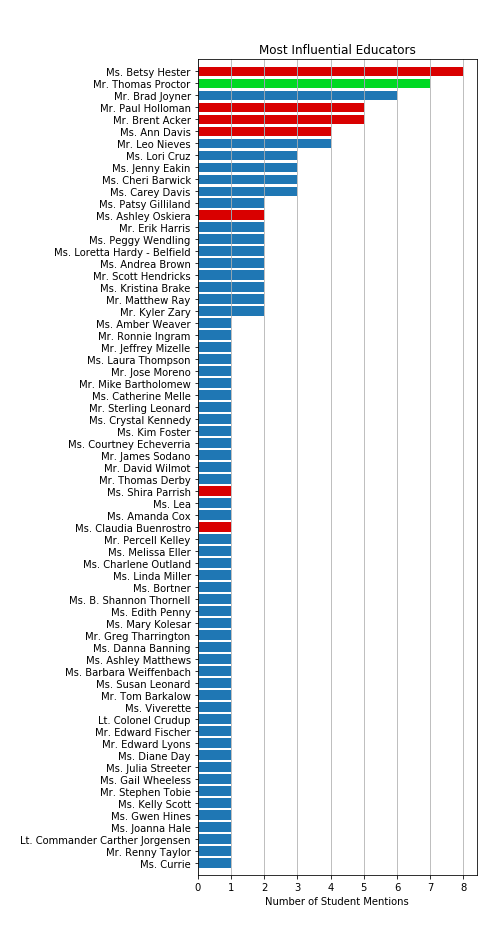 Most Influential Educators
Ms. Betsy Hester
Mr. Thomas Proctor
Mr. Brad Joyner
Mr. Paul Holloman
Mr. Brent Acker
Ms. Ann Davis
Mr. Leo Nieves
Ms. Lori Cruz
Ms. Jenny Eakin
Ms. Cheri Barwick
Ms. Carey Davis
Ms. Patsy Gilliland
Ms. Ashley Oskiera
Mr. Erik Harris
Ms. Peggy Wendling
Ms. Loretta Hardy - Belfield
Ms. Andrea Brown
Mr. Scott Hendricks
Ms. Kristina Brake
Mr. Matthew Ray
Mr. Kyler Zary
Ms. Amber Weaver
Mr. Ronnie Ingram
Mr. Jeffrey Mizelle
Ms. Laura Thompson
Mr. Jose Moreno
Mr. Mike Bartholomew
Ms. Catherine Melle
Mr. Sterling Leonard
Ms. Crystal Kennedy
Ms. Kim Foster
Ms. Courtney Echeverria
Mr. James Sodano
Mr. David Wilmot
Mr. Thomas Derby
Ms. Shira Parrish
Ms. Lea
Ms. Amanda Cox
Ms. Claudia Buenrostro
Mr. Percell Kelley
Ms. Melissa Eller
Ms. Charlene Outland
Ms. Linda Miller
Ms. Bortner
Ms. B. Shannon Thornell
Ms. Edith Penny
Ms. Mary Kolesar
Mr. Greg Tharrington
Ms. Danna Banning
Ms. Ashley Matthews
Ms. Barbara Weiffenbach
Ms. Susan Leonard
Mr. Tom Barkalow
Ms. Viverette
Lt. Colonel Crudup
Mr. Edward Fischer
Mr. Edward Lyons
Ms. Diane Day
Ms. Julia Streeter
Ms. Gail Wheeless
Mr. Stephen Tobie
Ms. Kelly Scott
Ms. Gwen Hines
Ms. Joanna Hale
Lt. Commander Carther Jorgensen
Mr. Renny Taylor
Ms. Currie
0 1 2 3 4 5 6 7 8
Number of Student Mentions